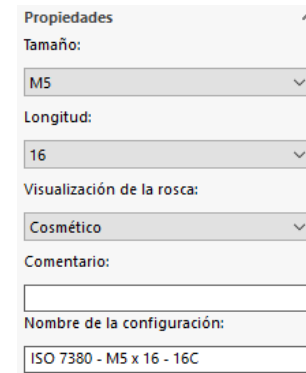 Propiedades
Tamaño:
M5
Longitud:
16
Visualización de la rosca:
Cosmético
Comentario:
Nombre de la configuración:
ISO 7380 - M5 x 16 - 16C